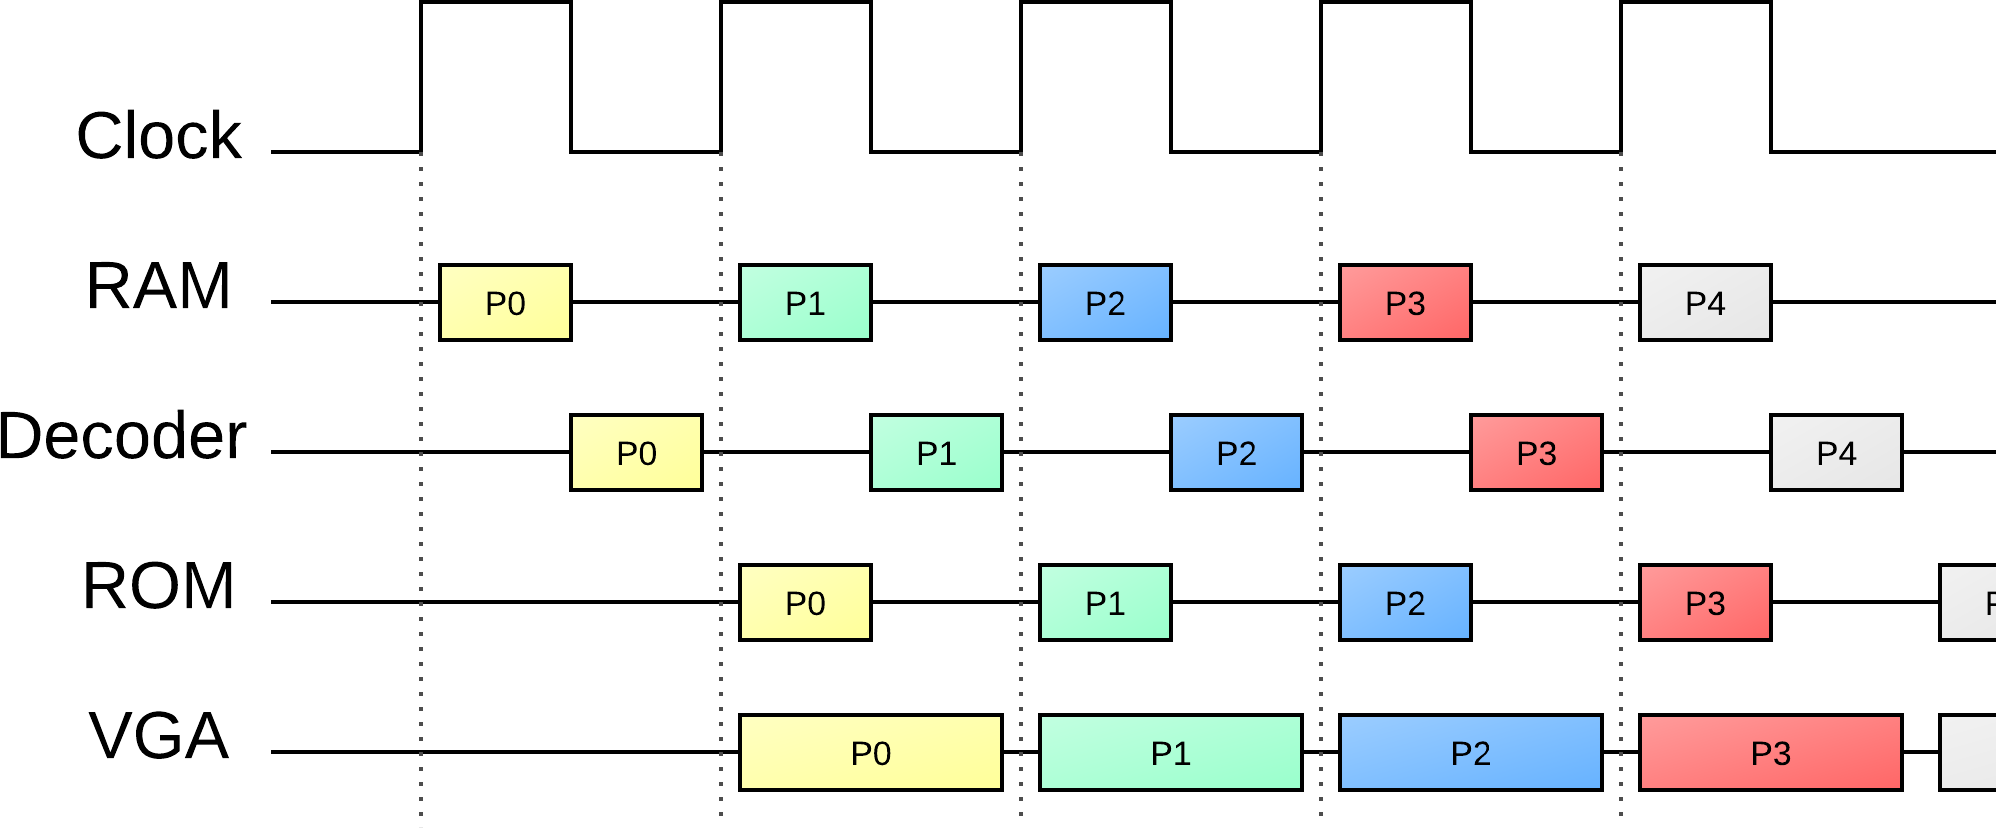 Clock
RAM P0 P1 P2 P3 P4
Decoder P0 P1 P2 P3 P4
ROM P0 P1 P2 P3
VGA P0 P1 P2 P3